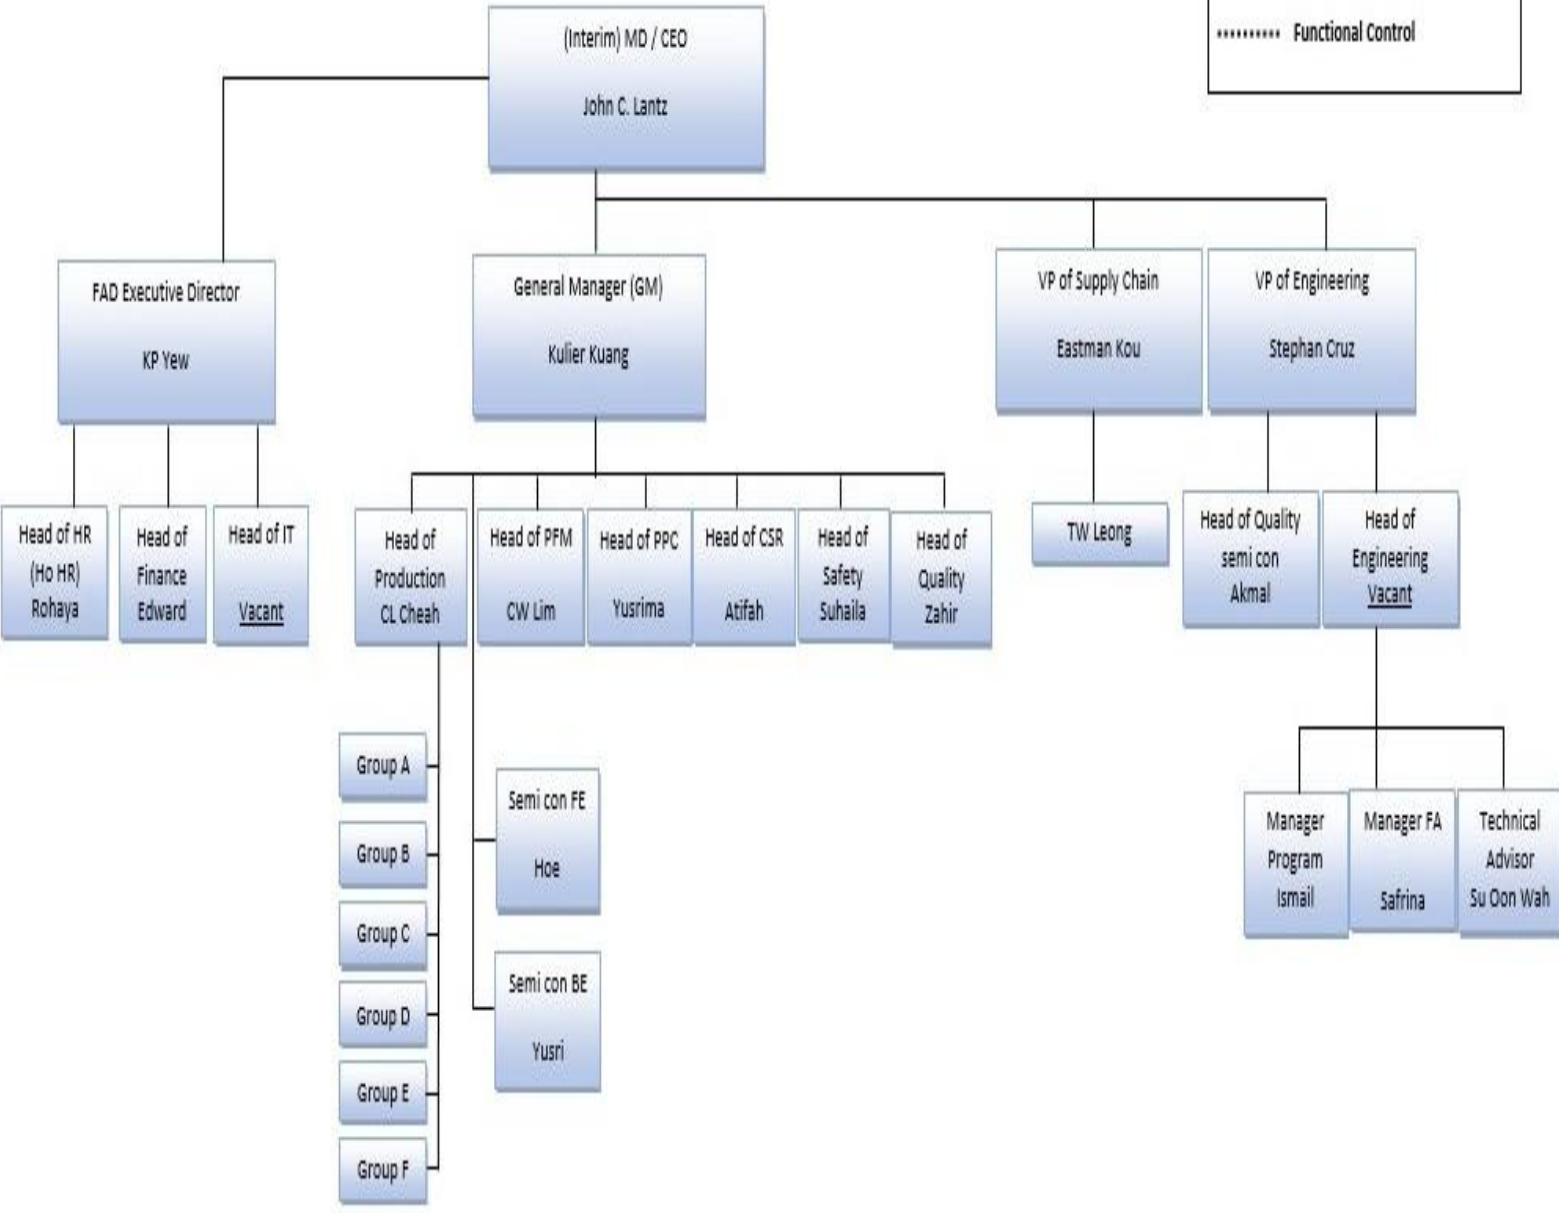 (Interim) MD / CEO
John C. Lantz
.......... Functional Control
FAD Executive Director
KP Yew
General Manager (GM)
Kulier Kuang
VP of Supply Chain
Eastman Kou
VP of Engineering
Stephan Cruz
Head of HR
(Ho HR)
Rohaya
Head of
Finance
Edward
Head of IT
Vacant
Head of
Production
CL Cheah
Head of PFM
CW Lim
Head of PPC
Yusrima
Head of CSR
Atifah
Head of
Safety
Suhaila
Head of
Quality
Zahir
TW Leong
Head of Quality
semi con
Akmal
Head of
Engineering
Vacant
Group A
Group B
Group C
Group D
Group E
Group F
Semi con FE
Hoe
Semi con BE
Yusri
Manager
Program
Ismail
Manager FA
Safrina
Technical
Advisor
Su Oon Wah